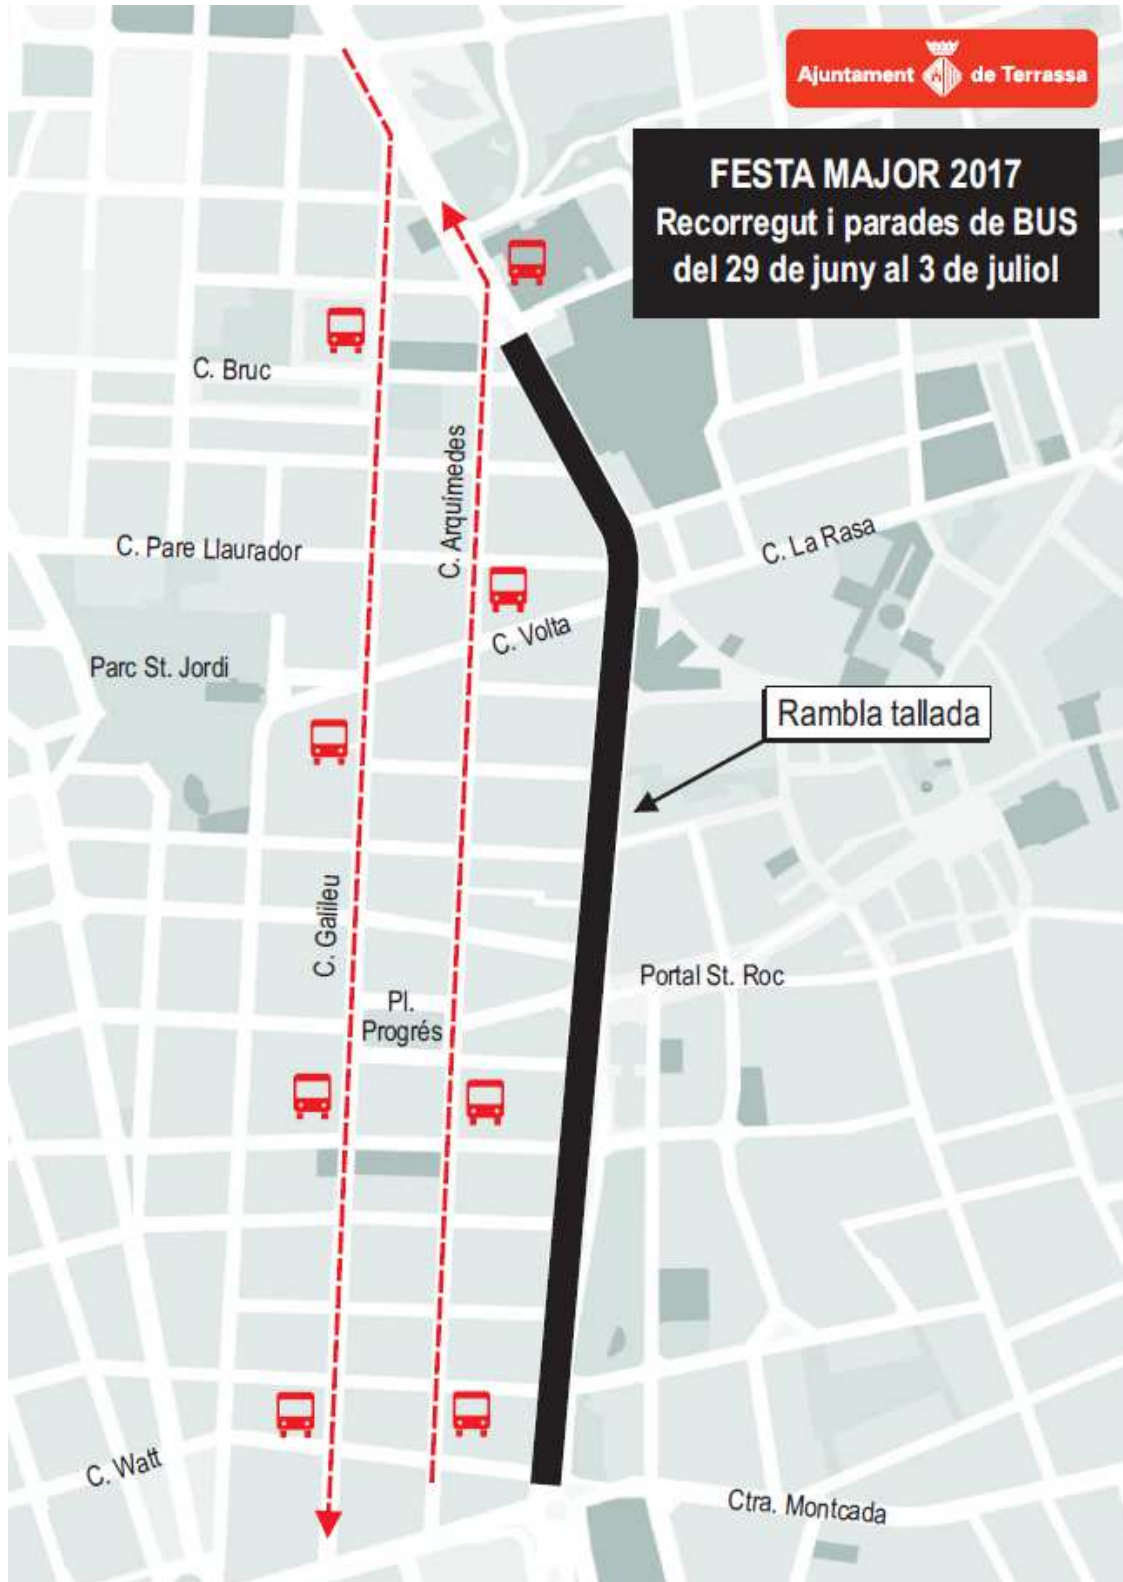 Ajuntament de Terrassa
FESTA MAJOR 2017
Recorregut i parades de BUS
del 29 de juny al 3 de juliol
C. Bruc
C. Arquímedes
C. Pare Llaurador
C. La Rasa
C. Volta
Parc St. Jordi
Rambla tallada
C. Galileu
Portal St. Roc
Pl.
Progrés
C. Watt
Ctra. Montcada